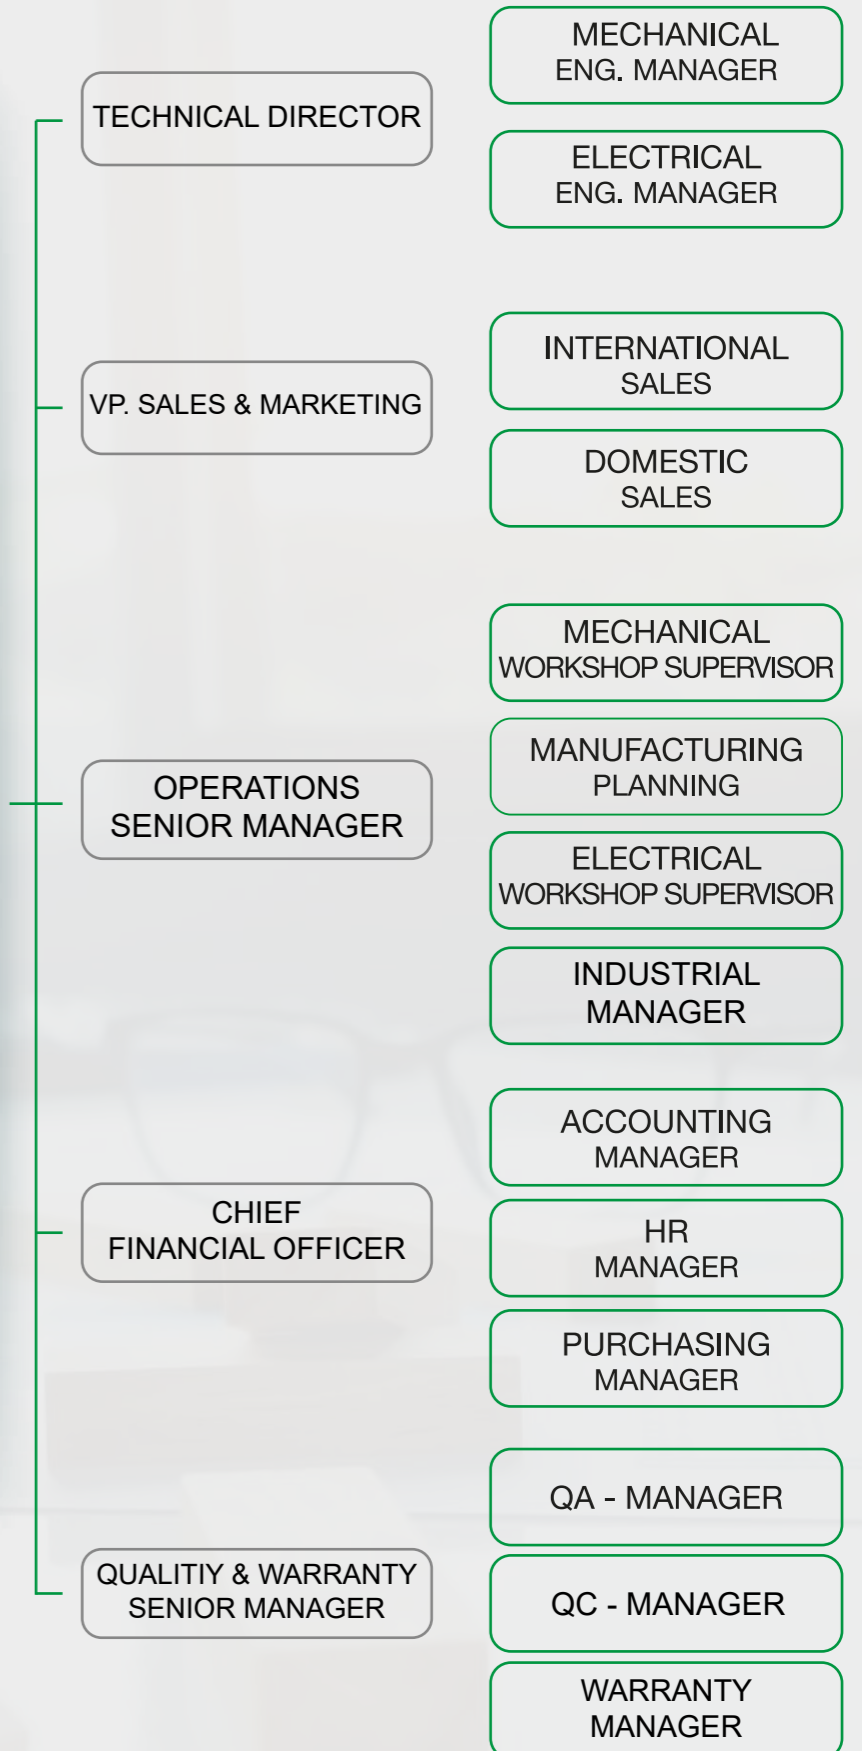 TECHNICAL DIRECTOR
MECHANICAL
ENG. MANAGER
ELECTRICAL
ENG. MANAGER
VP. SALES & MARKETING
INTERNATIONAL
SALES
DOMESTIC
SALES
OPERATIONS
SENIOR MANAGER
MECHANICAL
WORKSHOP SUPERVISOR
MANUFACTURING
PLANNING
ELECTRICAL
WORKSHOP SUPERVISOR
INDUSTRIAL
MANAGER
CHIEF
FINANCIAL OFFICER
ACCOUNTING
MANAGER
HR
MANAGER
PURCHASING
MANAGER
QUALITIY & WARRANTY
SENIOR MANAGER
QA - MANAGER
QC - MANAGER
WARRANTY
MANAGER